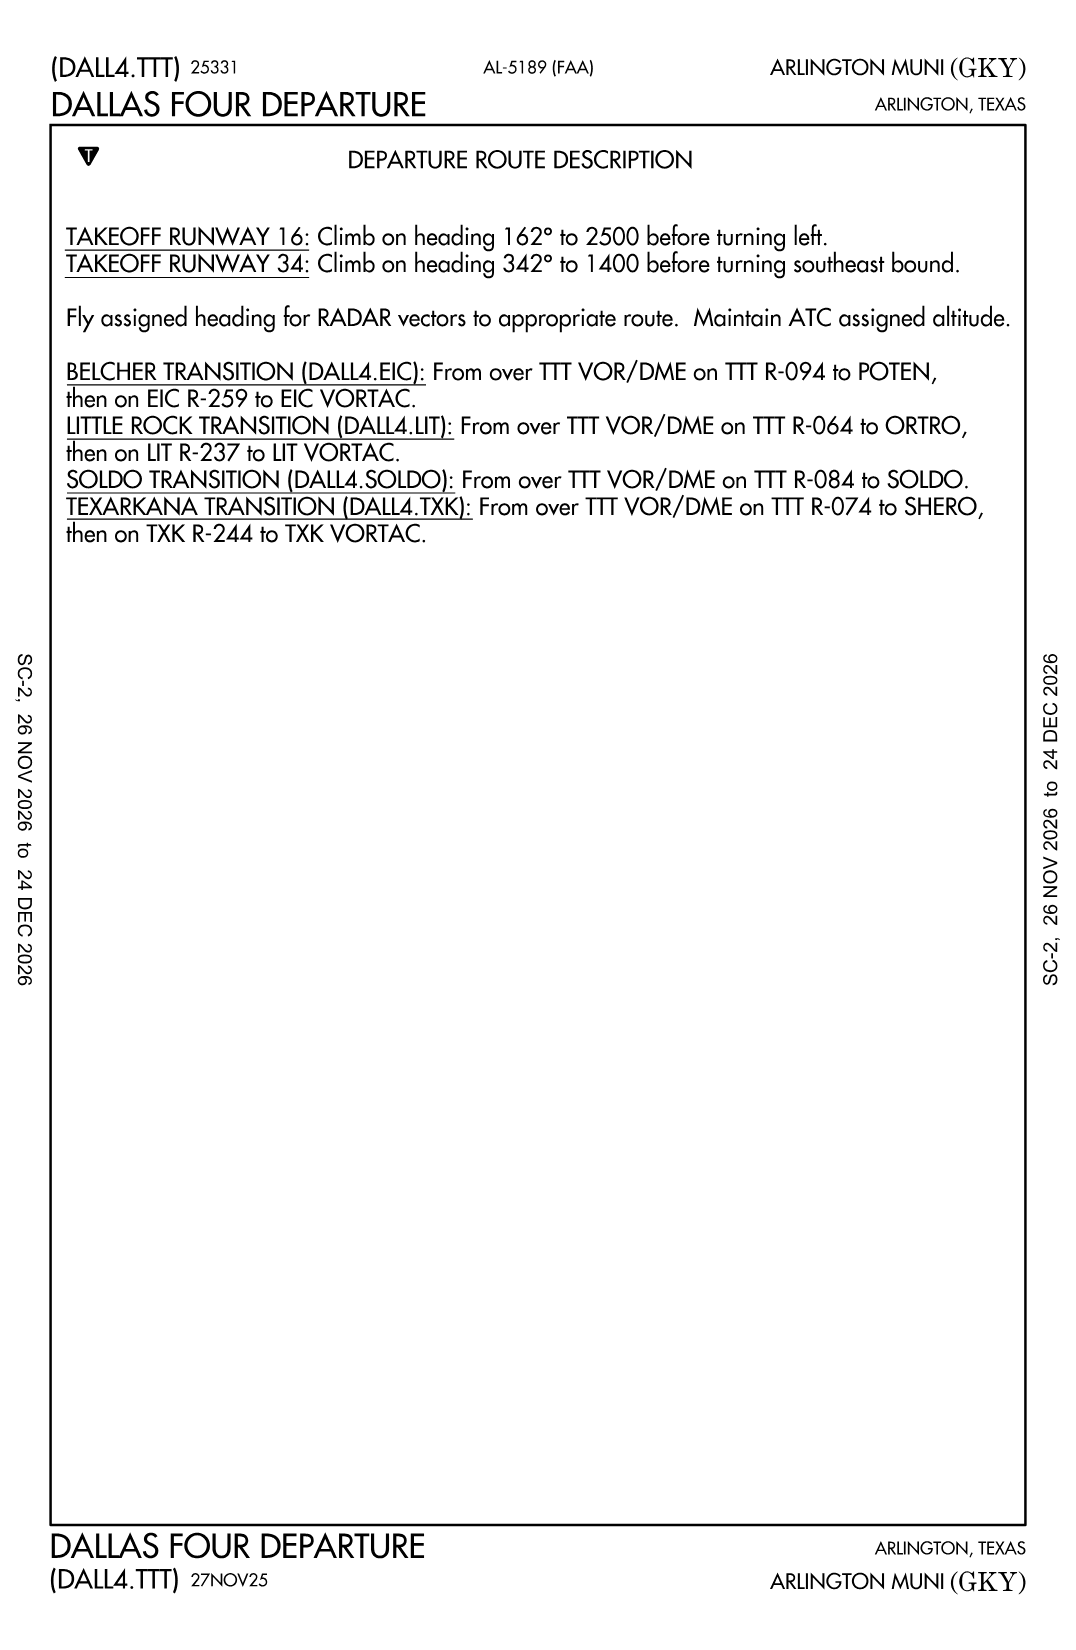 (DALL4.TTT) 25331 AL-5189 (FAA) ARLINGTON MUNI (GKY)
DALLAS FOUR DEPARTURE ARLINGTON, TEXAS
T DEPARTURE ROUTE DESCRIPTION
TAKEOFF RUNWAY 16: Climb on heading 162° to 2500 before turning left.
TAKEOFF RUNWAY 34: Climb on heading 342° to 1400 before turning southeast bound.
Fly assigned heading for RADAR vectors to appropriate route. Maintain ATC assigned altitude.
BELCHER TRANSITION (DALL4.EIC): From over TTT VOR/DME on TTT R-094 to POTEN,
then on EIC R-259 to EIC VORTAC.
LITTLE ROCK TRANSITION (DALL4.LIT): From over TTT VOR/DME on TTT R-064 to ORTRO,
then on LIT R-237 to LIT VORTAC.
SOLDO TRANSITION (DALL4.SOLDO): From over TTT VOR/DME on TTT R-084 to SOLDO.
TEXARKANA TRANSITION (DALL4.TXK): From over TTT VOR/DME on TTT R-074 to SHERO,
then on TXK R-244 to TXK VORTAC.
SC-2, 26 NOV 2026 to 24 DEC 2026
SC-2, 26 NOV 2026 to 24 DEC 2026
DALLAS FOUR DEPARTURE ARLINGTON, TEXAS
(DALL4.TTT) 27NOV25 ARLINGTON MUNI (GKY)